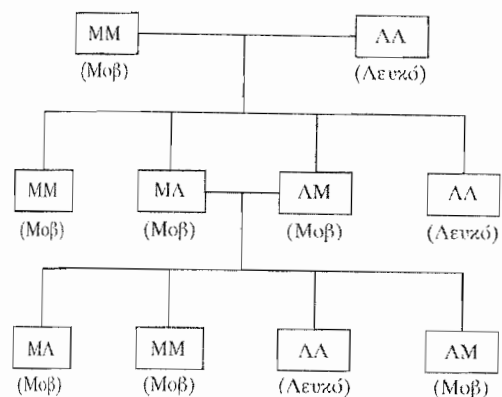 ΜΜ ΛΛ
(Μοβ) (Λευκό)
ΜΜ ΜΛ ΛΜ ΛΛ
(Μοβ) (Μοβ) (Μοβ) (Λευκό)
ΜΛ ΜΜ ΛΛ ΛΜ
(Μοβ) (Μοβ) (Λευκό) (Μοβ)